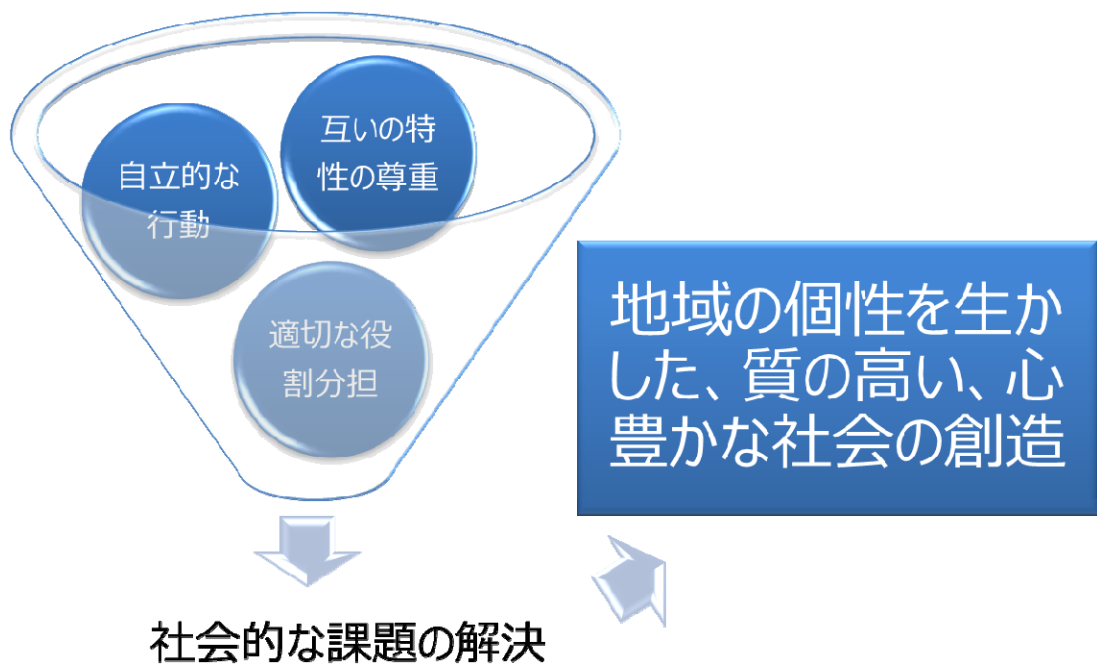 互いの特
性の尊重
自立的な
行動
適切な役
割分担
地域の個性を生か
した、質の高い、心
豊かな社会の創造
社会的な課題の解決